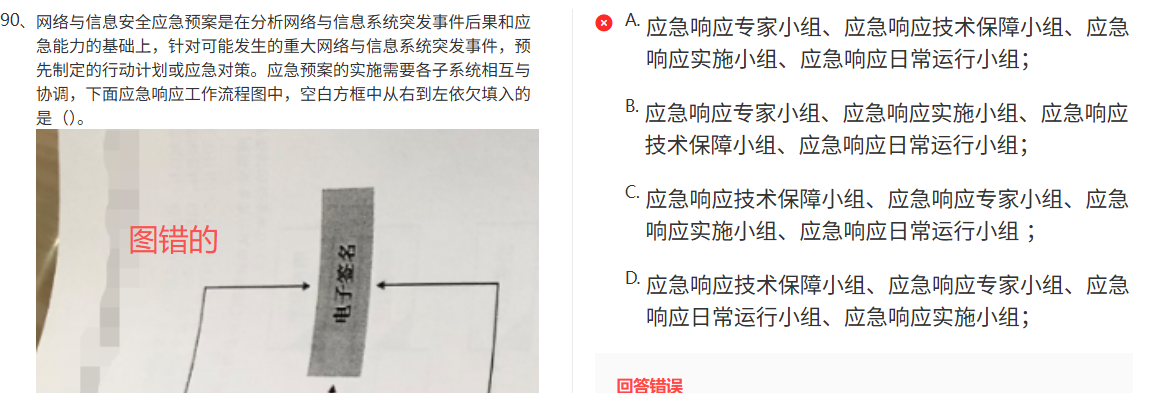 90、网络与信息安全应急预案是在分析网络与信息系统突发事件后果和应
急能力的基础上，针对可能发生的重大网络与信息系统突发事件，预
先制定的行动计划或应急对策。应急预案的实施需要各子系统相互与
协调，下面应急响应工作流程图中，空白方框中从右到左依欠填入的
是（）。
图错的
电子签名
A. 应急响应专家小组、应急响应技术保障小组、应急
响应实施小组、应急响应日常运行小组；
B. 应急响应专家小组、应急响应实施小组、应急响应
技术保障小组、应急响应日常运行小组；
C. 应急响应技术保障小组、应急响应专家小组、应急
响应实施小组、应急响应日常运行小组 ；
D. 应急响应技术保障小组、应急响应专家小组、应急
响应日常运行小组、应急响应实施小组；
回答错误